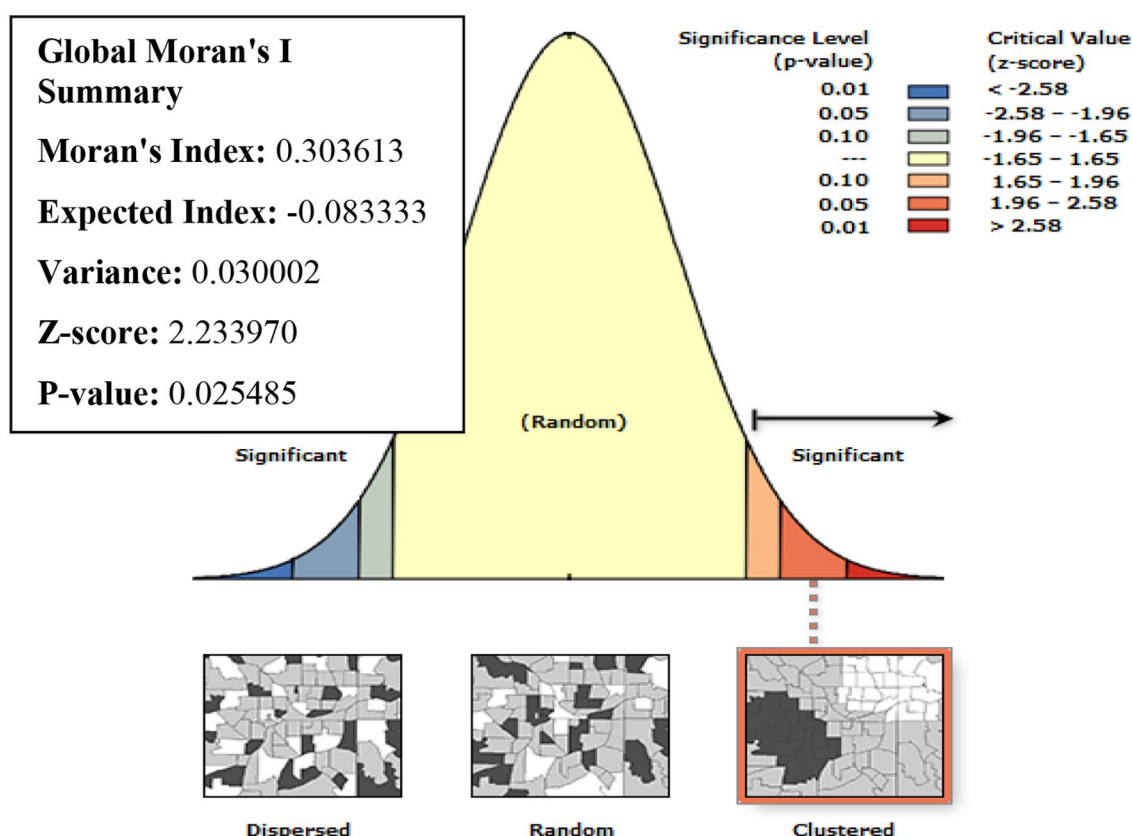 Global Moran's I
Summary
Moran's Index: 0.303613
Expected Index: -0.083333
Variance: 0.030002
Z-score: 2.233970
P-value: 0.025485
Significance Level
(p-value)
Critical Value
(z-score)
0.01 < -2.58
0.05 -2.58 – -1.96
0.10 -1.96 – -1.65
--- -1.65 – 1.65
0.10 1.65 – 1.96
0.05 1.96 – 2.58
0.01 > 2.58
(Random)
Significant
Significant
Dispersed
Random
Clustered